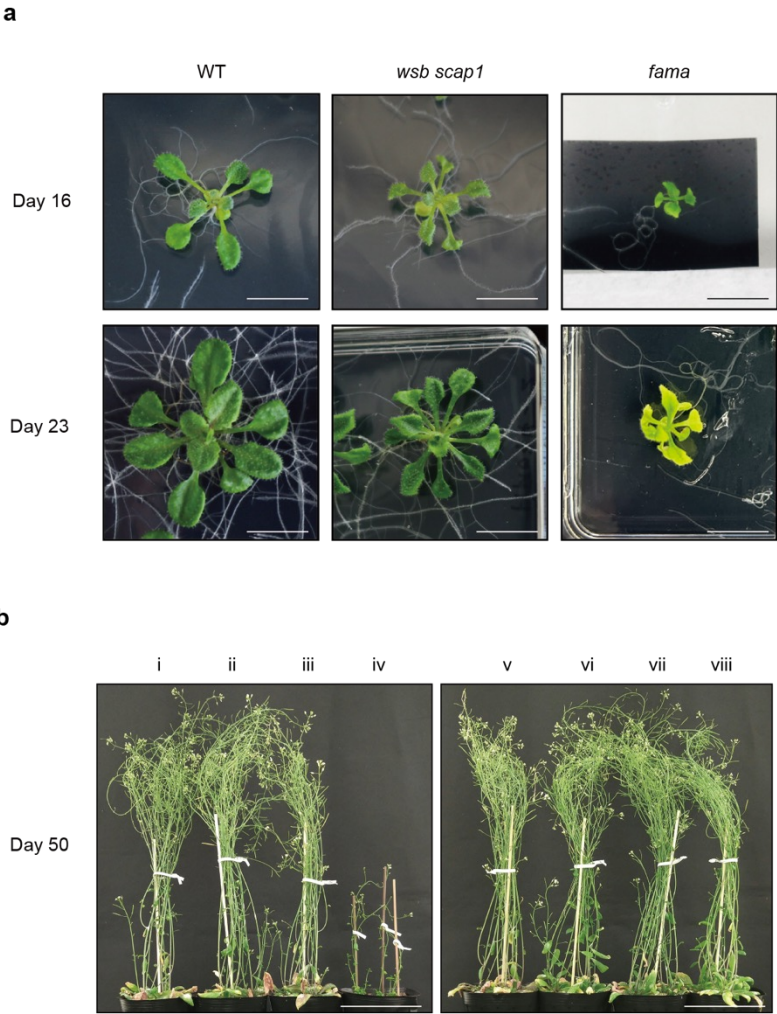 a
WT wsb scap1 fama
Day 16
Day 23
b
i ii iii iv v vi vii viii
Day 50